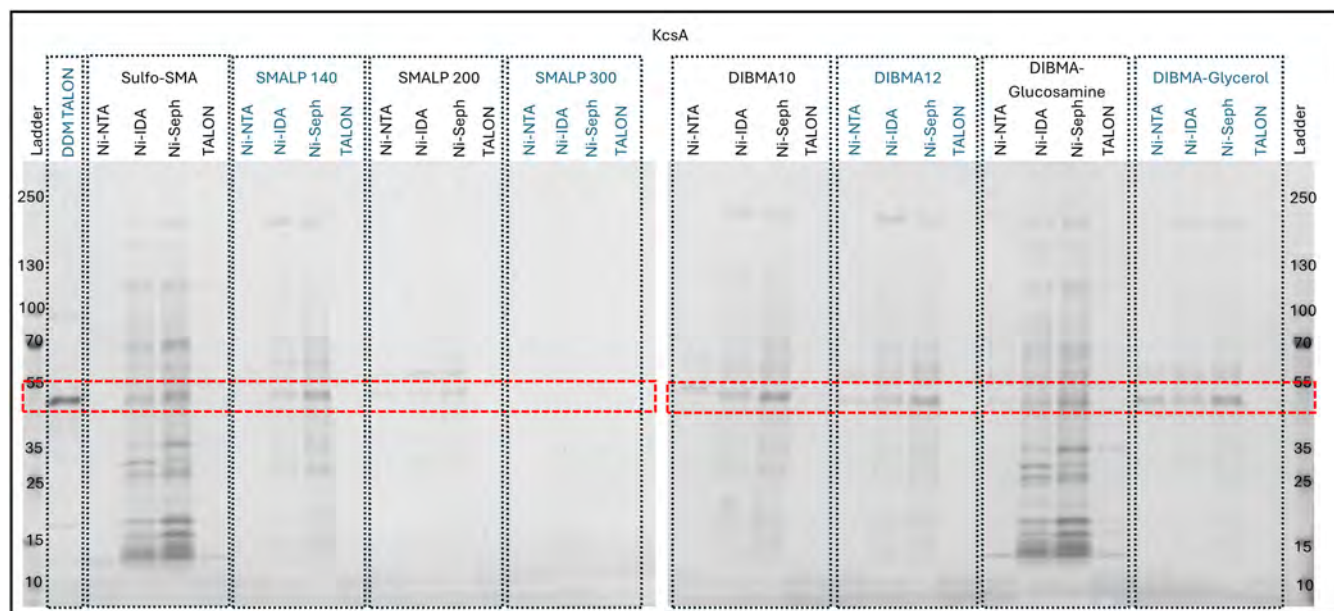 KcsA
Ladder
DDM TALON
Sulfo-SMA
Ni-NTA
Ni-IDA
Ni-Seph
TALON
SMALP 140
Ni-NTA
Ni-IDA
Ni-Seph
TALON
SMALP 200
Ni-NTA
Ni-IDA
Ni-Seph
TALON
SMALP 300
Ni-NTA
Ni-IDA
Ni-Seph
TALON
DIBMA10
Ni-NTA
Ni-IDA
Ni-Seph
TALON
DIBMA12
Ni-NTA
Ni-IDA
Ni-Seph
TALON
DIBMA-
Glucosamine
Ni-NTA
Ni-IDA
Ni-Seph
TALON
DIBMA-Glycerol
Ni-NTA
Ni-IDA
Ni-Seph
TALON
Ladder
250
130
100
70
55
35
25
15
10
250
130
100
70
55
35
25
15
10